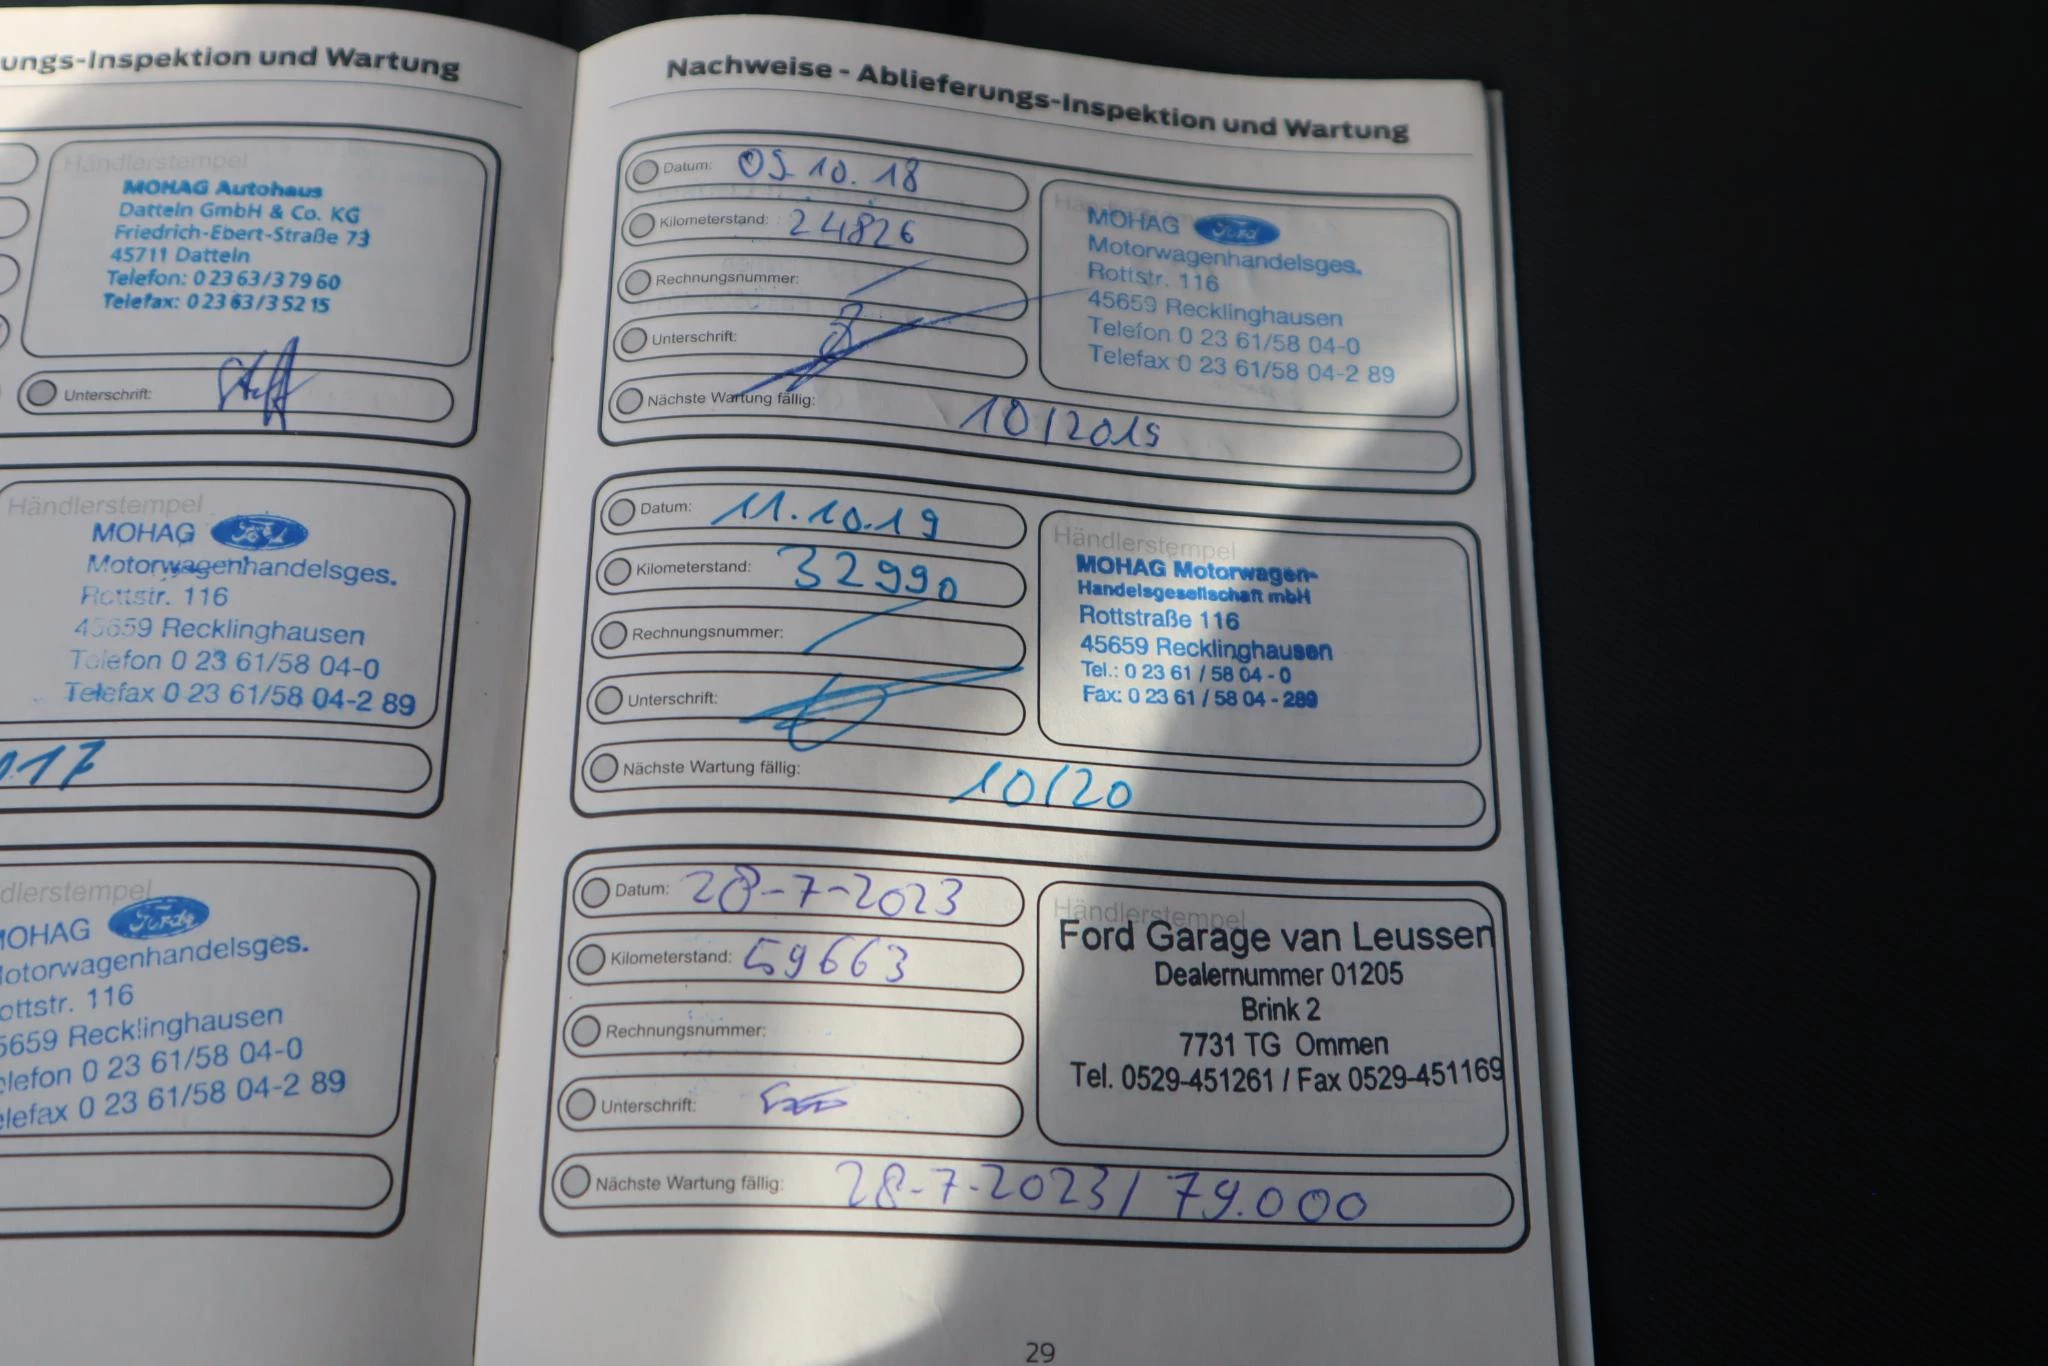 ungs-Inspektion und Wartung
Händlerstempel
MOHAG Autohaus
Datteln GmbH & Co. KG
Friedrich-Ebert-Straße 73
45711 Datteln
Telefon: 0 23 63/3 79 60
Telefax: 0 23 63/3 52 15
Unterschrift:
Händlerstempel
MOHAG Ford
Motorwagenhandelsges.
Rottstr. 116
45659 Recklinghausen
Telefon 0 23 61/58 04-0
Telefax 0 23 61/58 04-2 89
017
dlerstempel
MOHAG Ford
Motorwagenhandelsges.
ottstr. 116
5659 Recklinghausen
elefon 0 23 61/58 04-0
elefax 0 23 61/58 04-2 89
Nachweise - Ablieferungs-Inspektion und Wartung
Datum: 05.10.18
Kilometerstand: 24826
Rechnungsnummer:
Unterschrift:
Händlerstempel
MOHAG Ford
Motorwagenhandelsges.
Rottstr. 116
45659 Recklinghausen
Telefon 0 23 61/58 04-0
Telefax 0 23 61/58 04-2 89
Nächste Wartung fällig: 10/2019
Datum: 11.10.19
Kilometerstand: 32990
Rechnungsnummer:
Unterschrift:
Händlerstempel
MOHAG Motorwagen-
Handelsgesellschaft mbH
Rottstraße 116
45659 Recklinghausen
Tel.: 0 23 61 / 58 04 - 0
Fax: 0 23 61 / 58 04 - 289
Nächste Wartung fällig: 10/20
Datum: 28-7-2023
Kilometerstand: 59663
Rechnungsnummer:
Unterschrift:
Händlerstempel
Ford Garage van Leussen
Dealernummer 01205
Brink 2
7731 TG Ommen
Tel. 0529-451261 / Fax 0529-451169
Nächste Wartung fällig: 28-7-2023 / 79.000
29